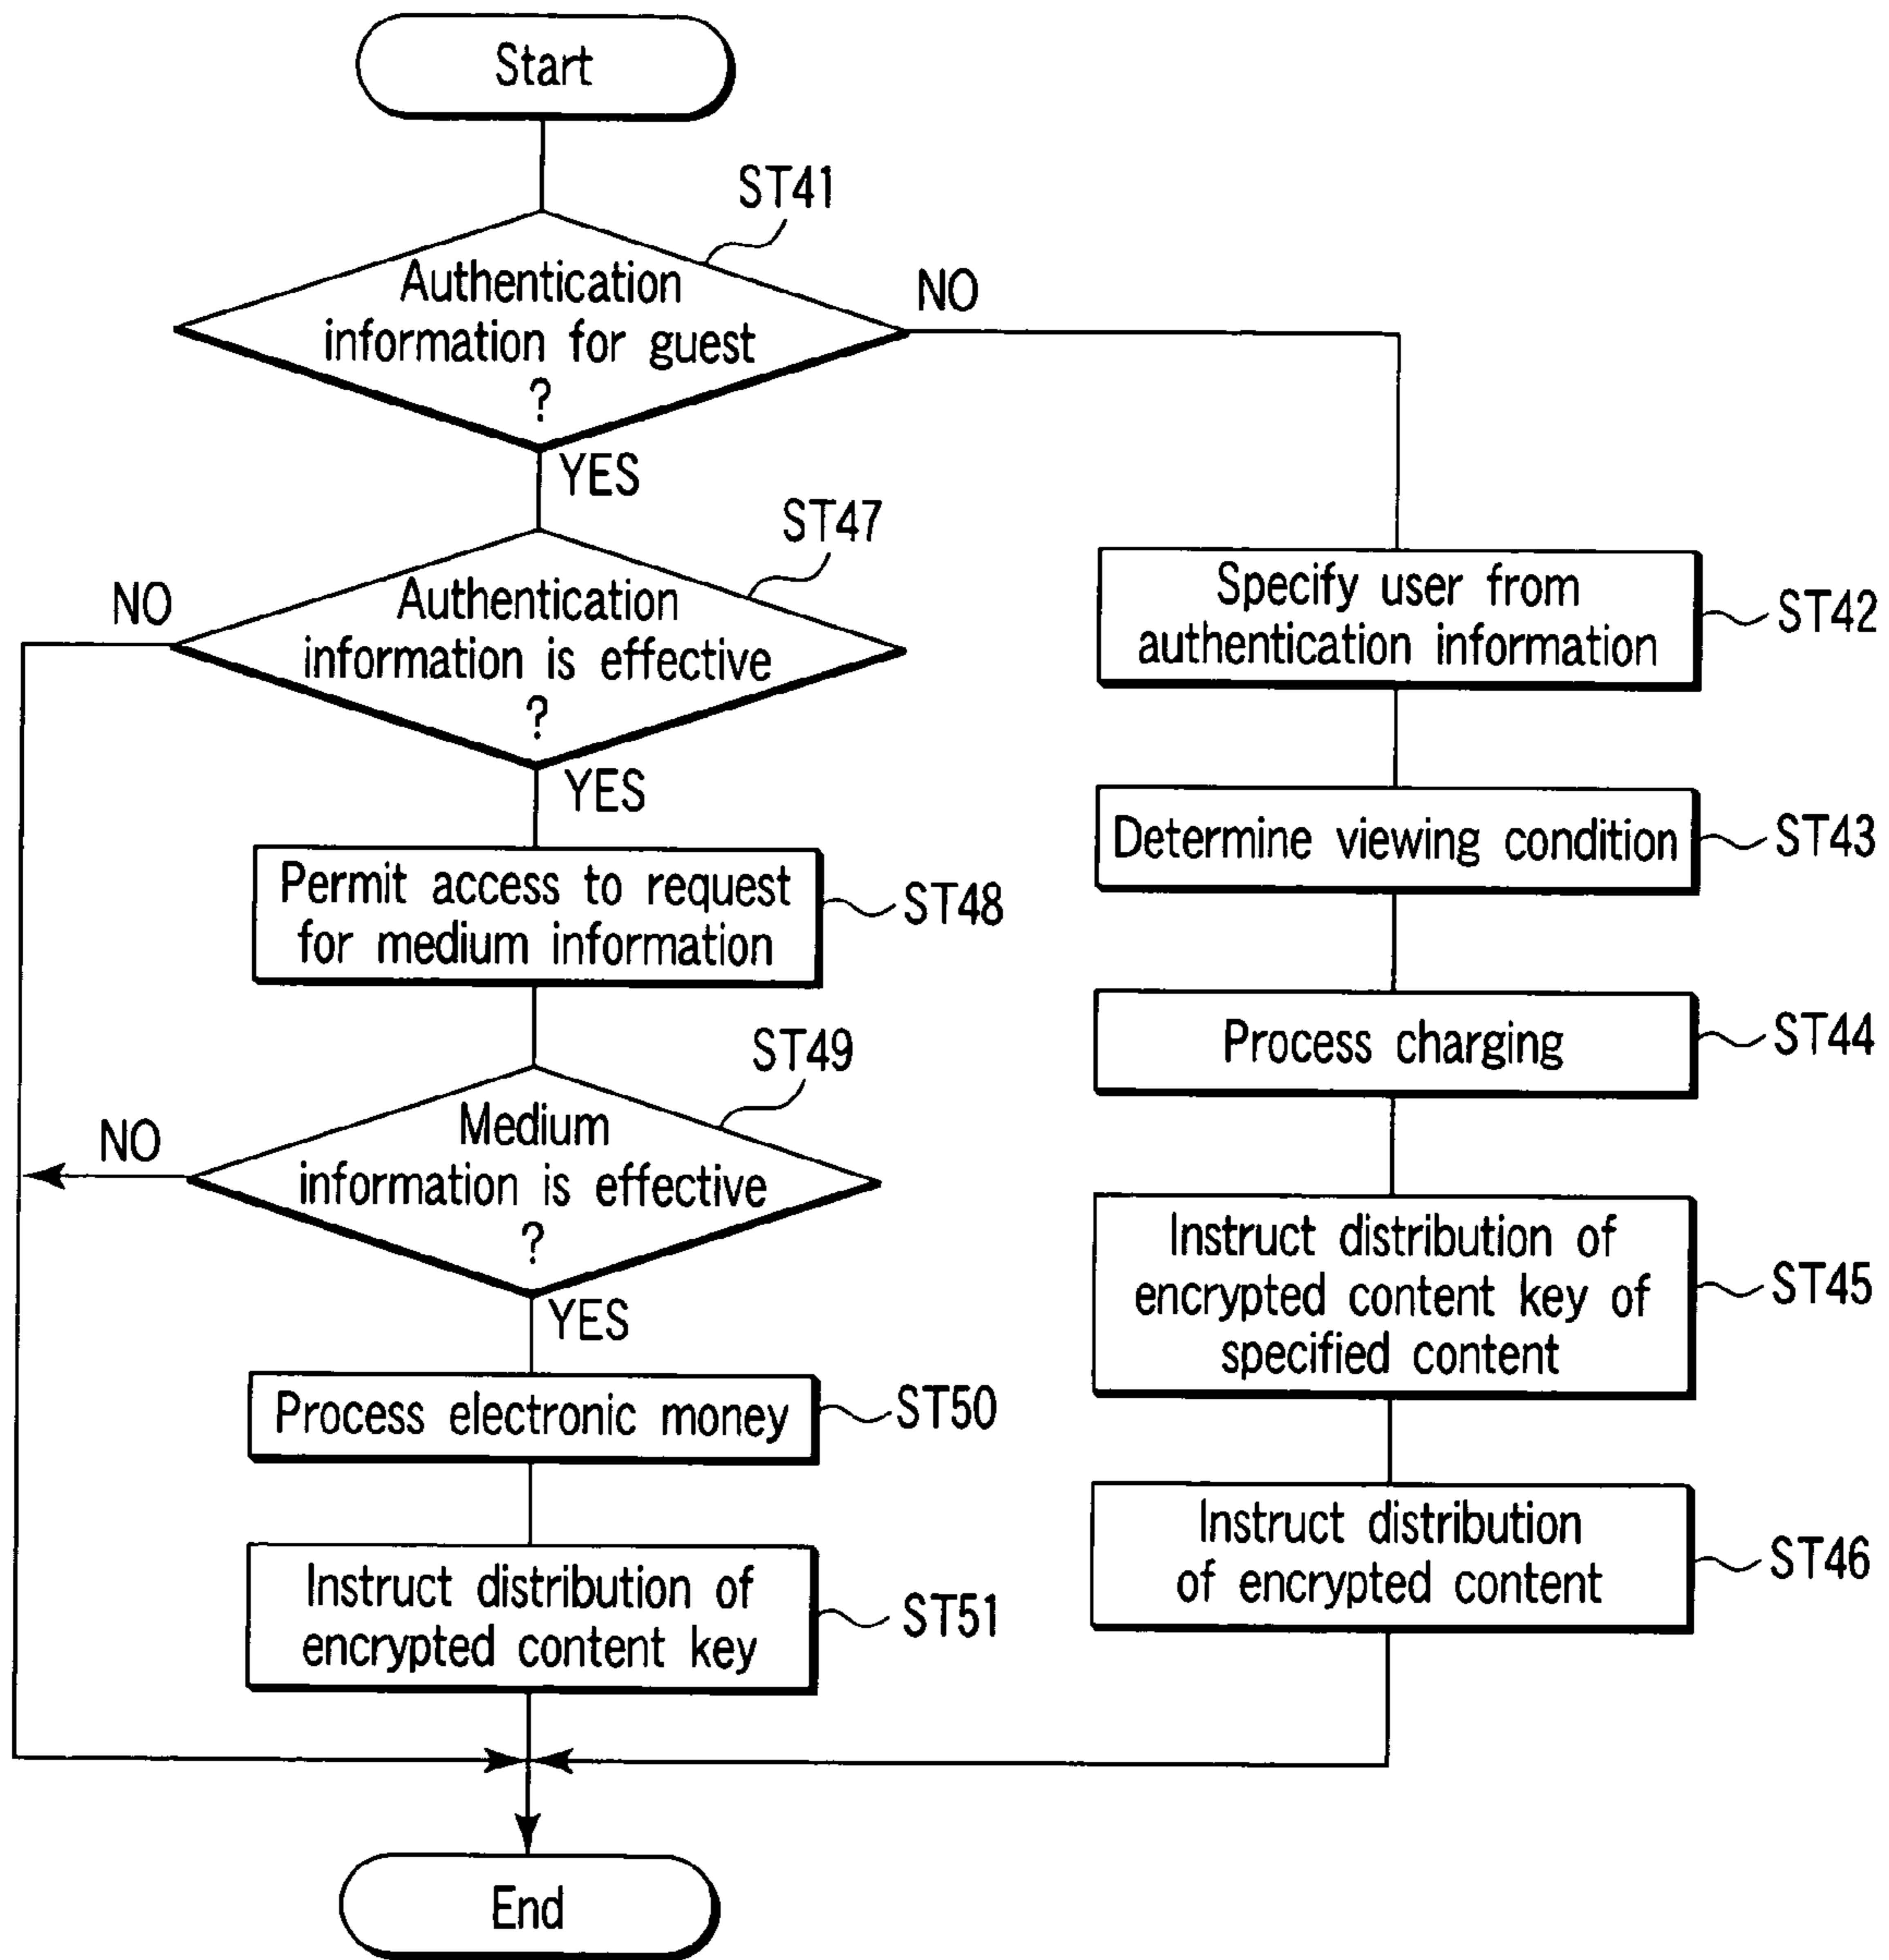 Start
ST41
Authentication
information for guest
?
NO
YES
ST47
Authentication
information is effective
?
NO
YES
Specify user from
authentication information
ST42
Determine viewing condition
ST43
Permit access to request
for medium information
ST48
Process charging
ST44
ST49
Medium
information is effective
?
NO
YES
Instruct distribution of
encrypted content key of
specified content
ST45
Process electronic money
ST50
Instruct distribution
of encrypted content
ST46
Instruct distribution of
encrypted content key
ST51
End